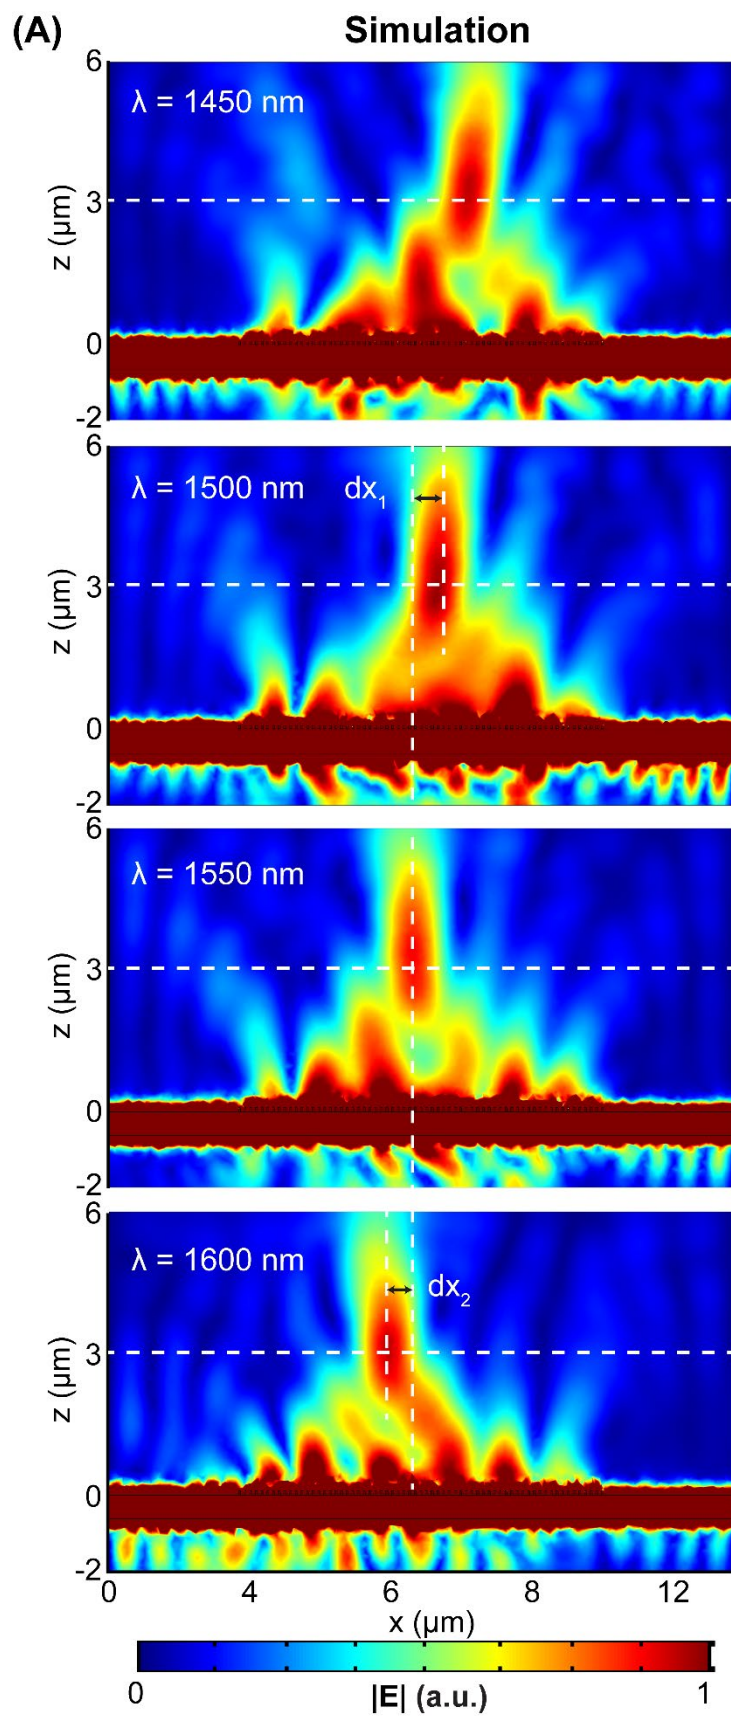 (A) Simulation
6
λ = 1450 nm
z (µm)
3
0
-2
6
λ = 1500 nm dx₁
z (µm)
3
0
-2
6
λ = 1550 nm
z (µm)
3
0
-2
6
λ = 1600 nm
dx₂
z (µm)
3
0
-2
0 4 6 8 12
x (µm)
0 |E| (a.u.) 1